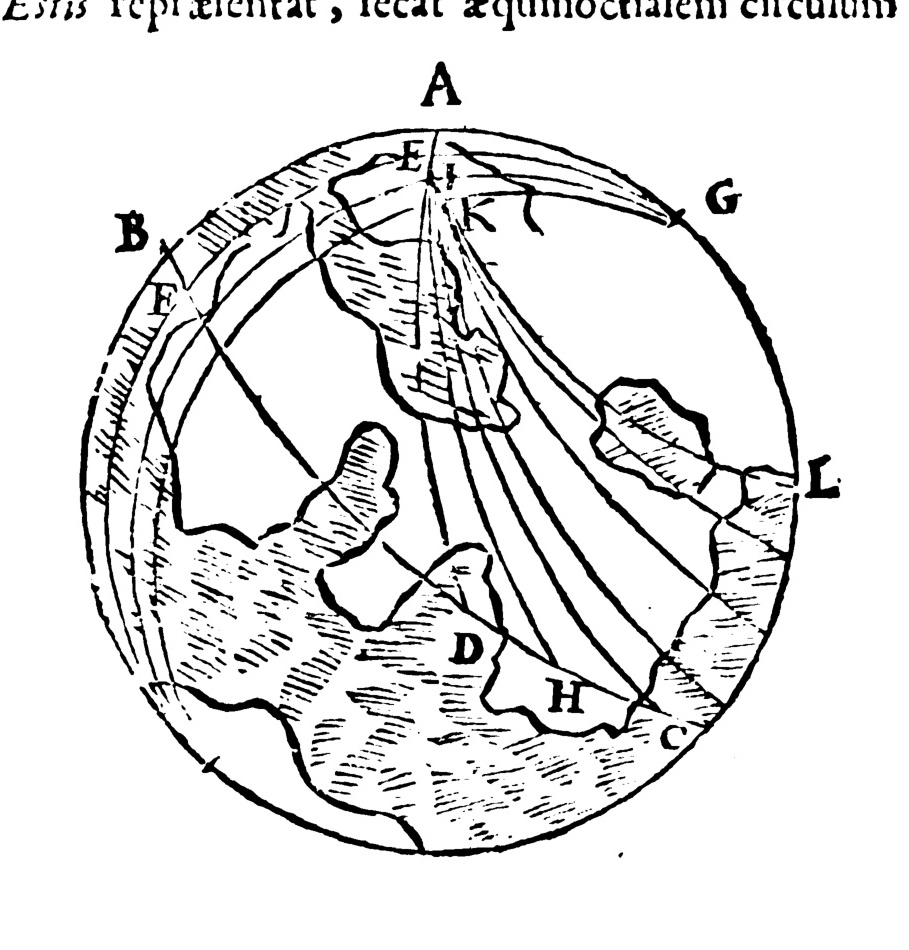 Estis repræsentat, secat æquinoctialem circulum
A
E
I
G
B
J
K
F
L
D
H
C